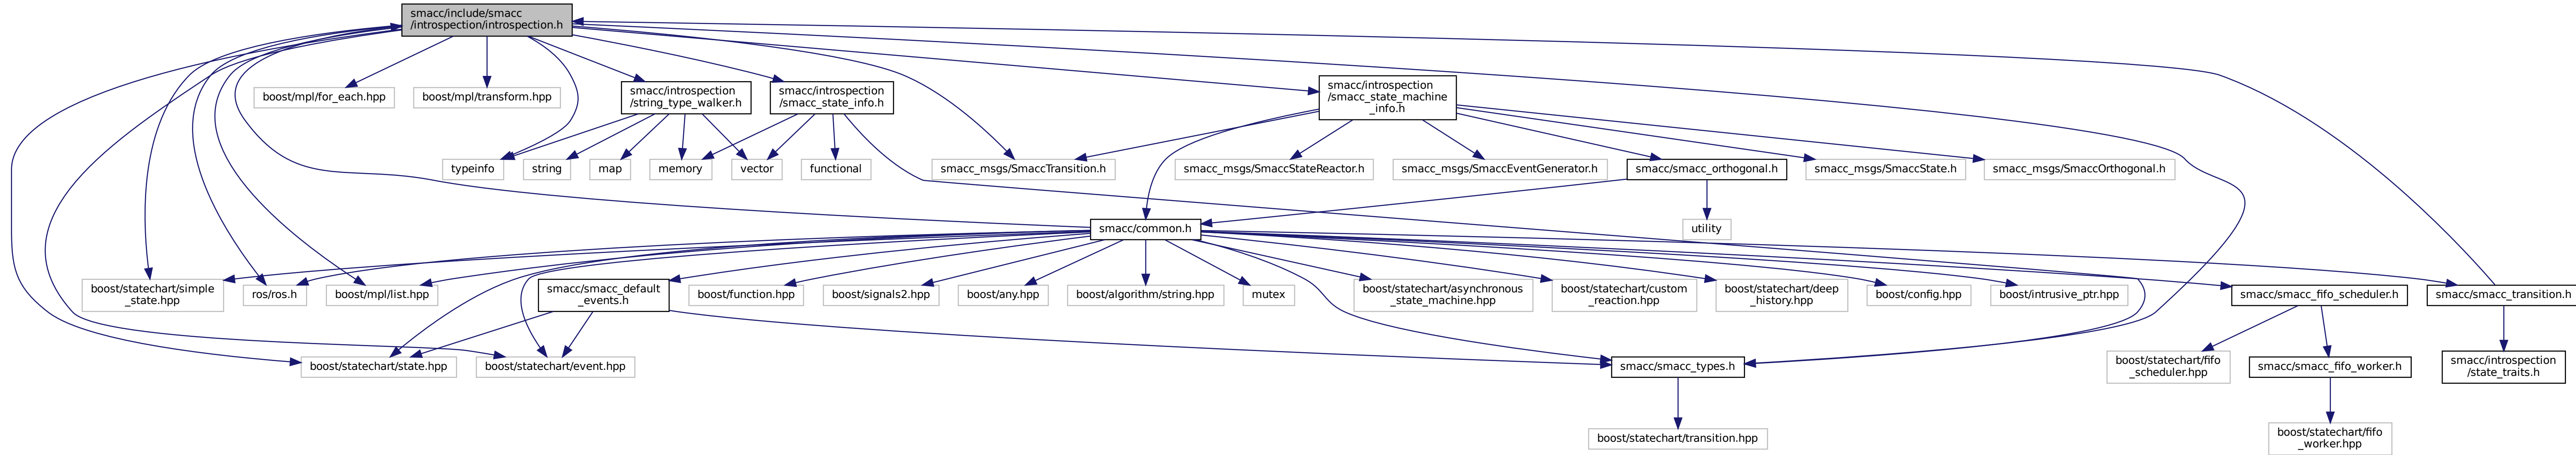 smacc/include/smacc
/introspection/introspection.h
boost/mpl/for_each.hpp
boost/mpl/transform.hpp
smacc/introspection
/string_type_walker.h
smacc/introspection
/smacc_state_info.h
smacc/introspection
/smacc_state_machine
_info.h
typeinfo
string
map
memory
vector
functional
smacc_msgs/SmaccTransition.h
smacc_msgs/SmaccStateReactor.h
smacc_msgs/SmaccEventGenerator.h
smacc/smacc_orthogonal.h
smacc_msgs/SmaccState.h
smacc_msgs/SmaccOrthogonal.h
smacc/common.h
utility
boost/statechart/simple
_state.hpp
ros/ros.h
boost/mpl/list.hpp
smacc/smacc_default
_events.h
boost/function.hpp
boost/signals2.hpp
boost/any.hpp
boost/algorithm/string.hpp
mutex
boost/statechart/asynchronous
_state_machine.hpp
boost/statechart/custom
_reaction.hpp
boost/statechart/deep
_history.hpp
boost/config.hpp
boost/intrusive_ptr.hpp
smacc/smacc_fifo_scheduler.h
smacc/smacc_transition.h
boost/statechart/state.hpp
boost/statechart/event.hpp
smacc/smacc_types.h
boost/statechart/fifo
_scheduler.hpp
smacc/smacc_fifo_worker.h
smacc/introspection
/state_traits.h
boost/statechart/transition.hpp
boost/statechart/fifo
_worker.hpp